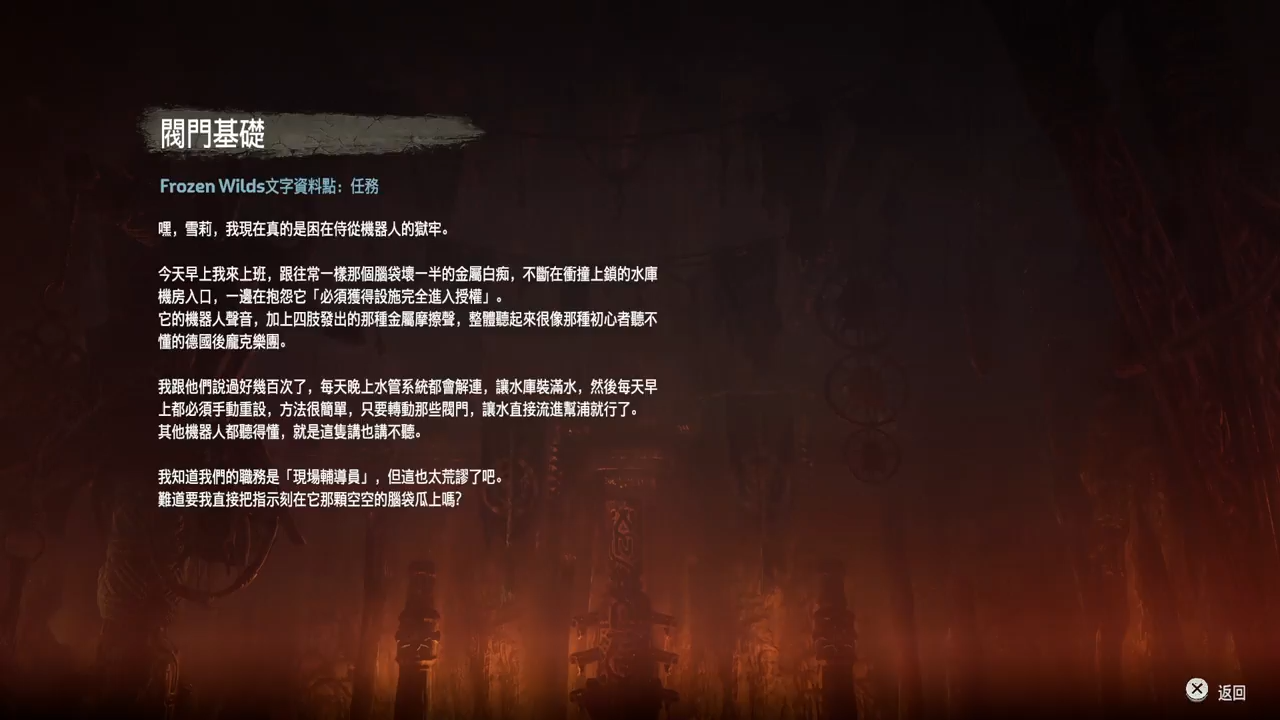 閥門基礎
Frozen Wilds文字資料點：任務
嘿，雪莉，我現在真的是困在侍從機器人的獄牢。
今天早上我來上班，跟往常一樣那個腦袋壞一半的金屬白痴，不斷在衝撞上鎖的水庫
機房入口，一邊在抱怨它「必須獲得設施完全進入授權」。
它的機器人聲音，加上四肢發出的那種金屬摩擦聲，整體聽起來很像那種初心者聽不
懂的德國後龐克樂團。
我跟他們說過好幾百次了，每天晚上水管系統都會解連，讓水庫裝滿水，然後每天早
上都必須手動重設，方法很簡單，只要轉動那些閥門，讓水直接流進幫浦就行了。
其他機器人都聽得懂，就是這隻講也講不聽。
我知道我們的職務是「現場輔導員」，但這也太荒謬了吧。
難道要我直接把指示刻在它那顆空空的腦袋瓜上嗎？
返回